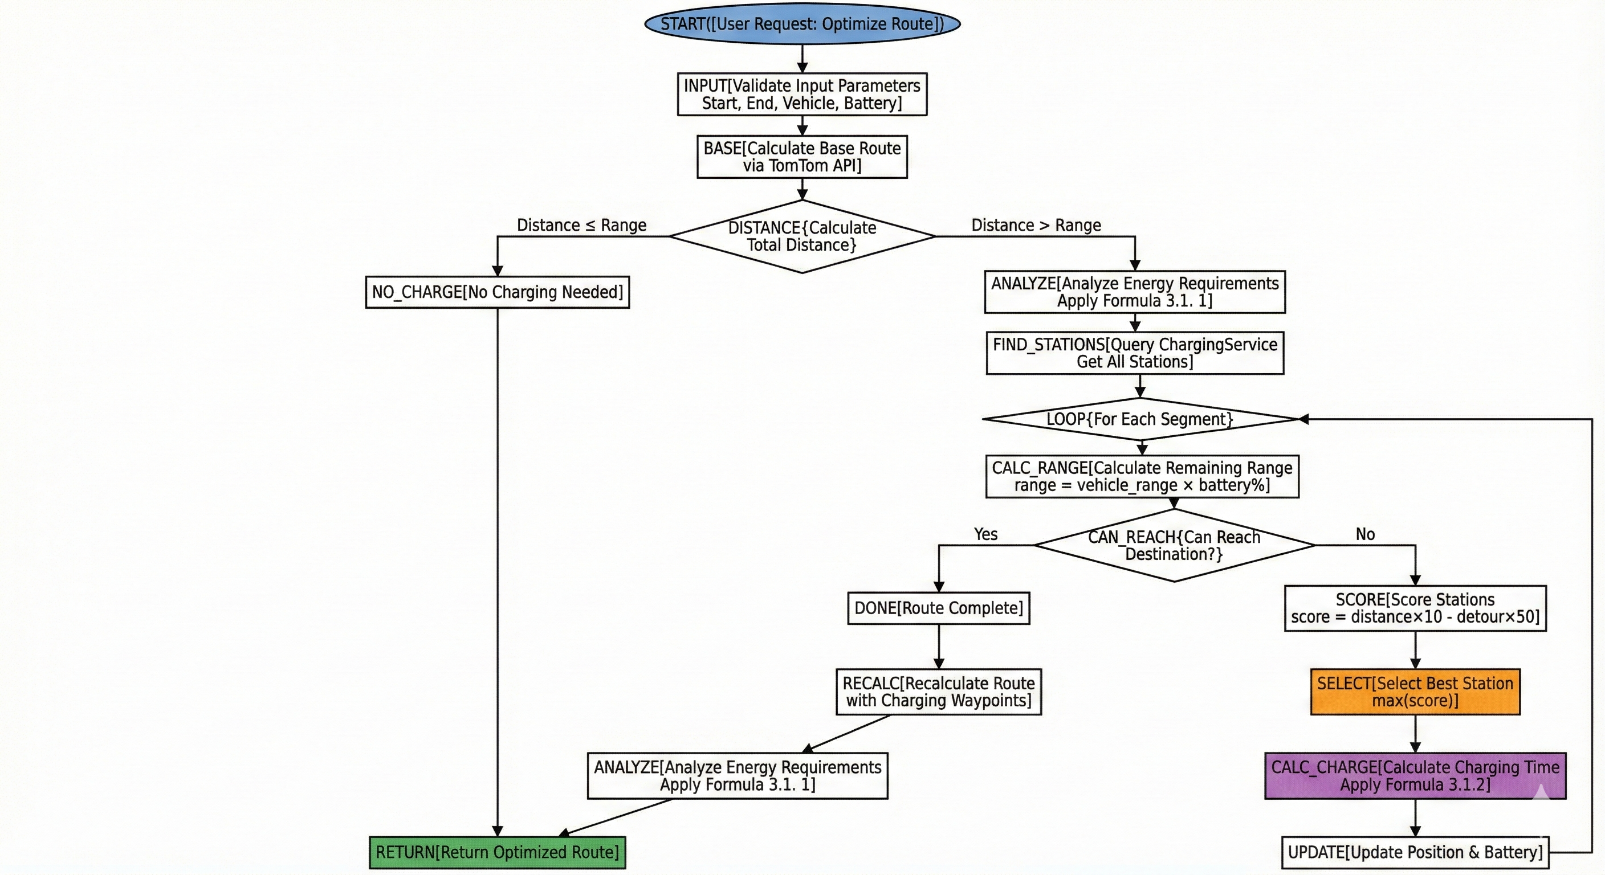 START([User Request: Optimize Route])
INPUT[Validate Input Parameters
Start, End, Vehicle, Battery]
BASE[Calculate Base Route
via TomTom API]
DISTANCE{Calculate
Total Distance}
Distance ≤ Range
Distance > Range
NO_CHARGE[No Charging Needed]
ANALYZE[Analyze Energy Requirements
Apply Formula 3.1. 1]
FIND_STATIONS[Query ChargingService
Get All Stations]
LOOP{For Each Segment}
CALC_RANGE[Calculate Remaining Range
range = vehicle_range × battery%]
CAN_REACH{Can Reach
Destination?}
Yes
No
DONE[Route Complete]
SCORE[Score Stations
score = distance×10 - detour×50]
RECALC[Recalculate Route
with Charging Waypoints]
SELECT[Select Best Station
max(score)]
ANALYZE[Analyze Energy Requirements
Apply Formula 3.1. 1]
CALC_CHARGE[Calculate Charging Time
Apply Formula 3.1.2]
RETURN[Return Optimized Route]
UPDATE[Update Position & Battery]